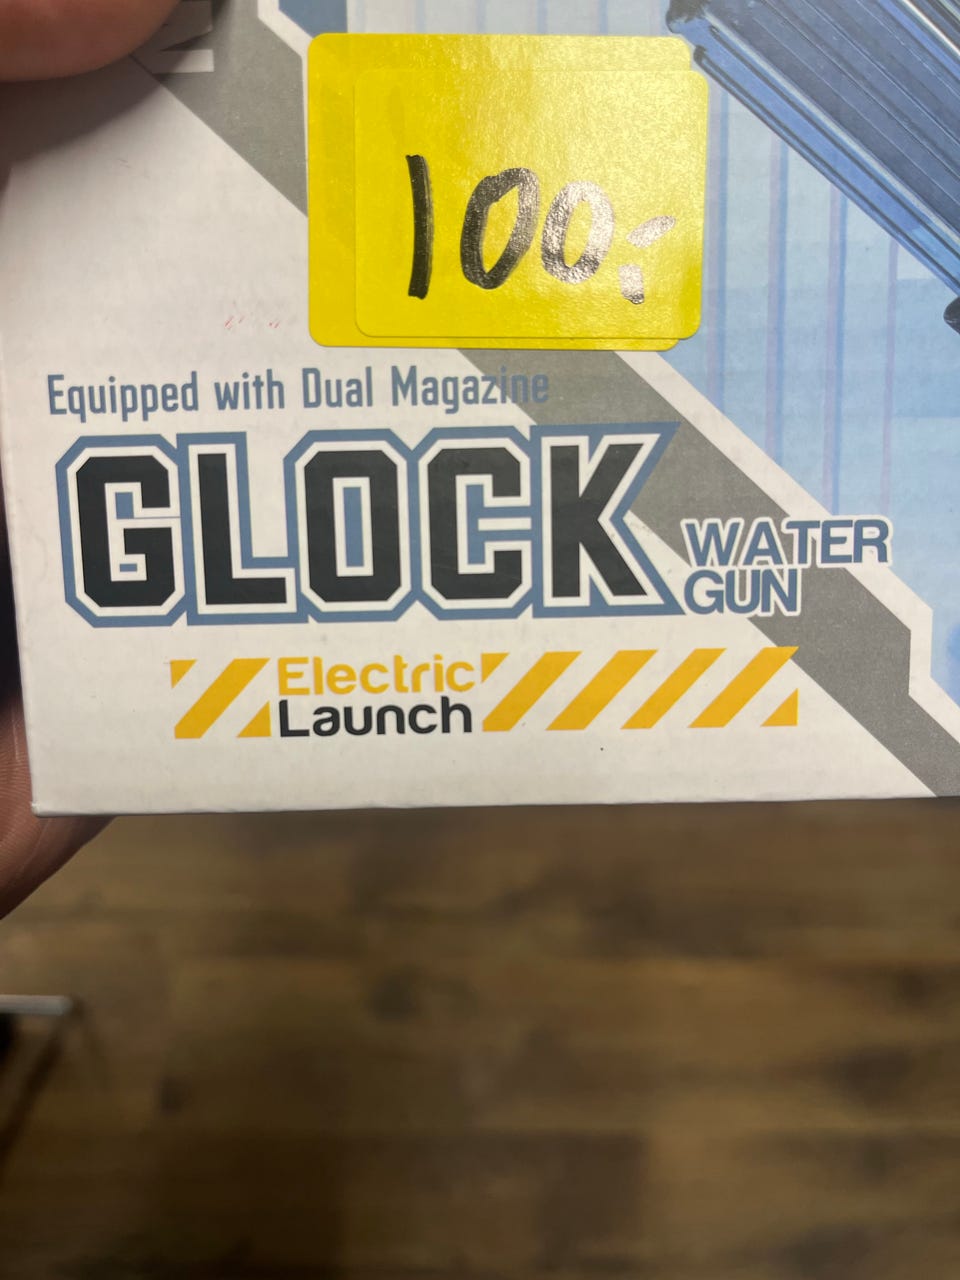 100,-
Equipped with Dual Magazine
GLOCK
WATER
GUN
Electric
Launch